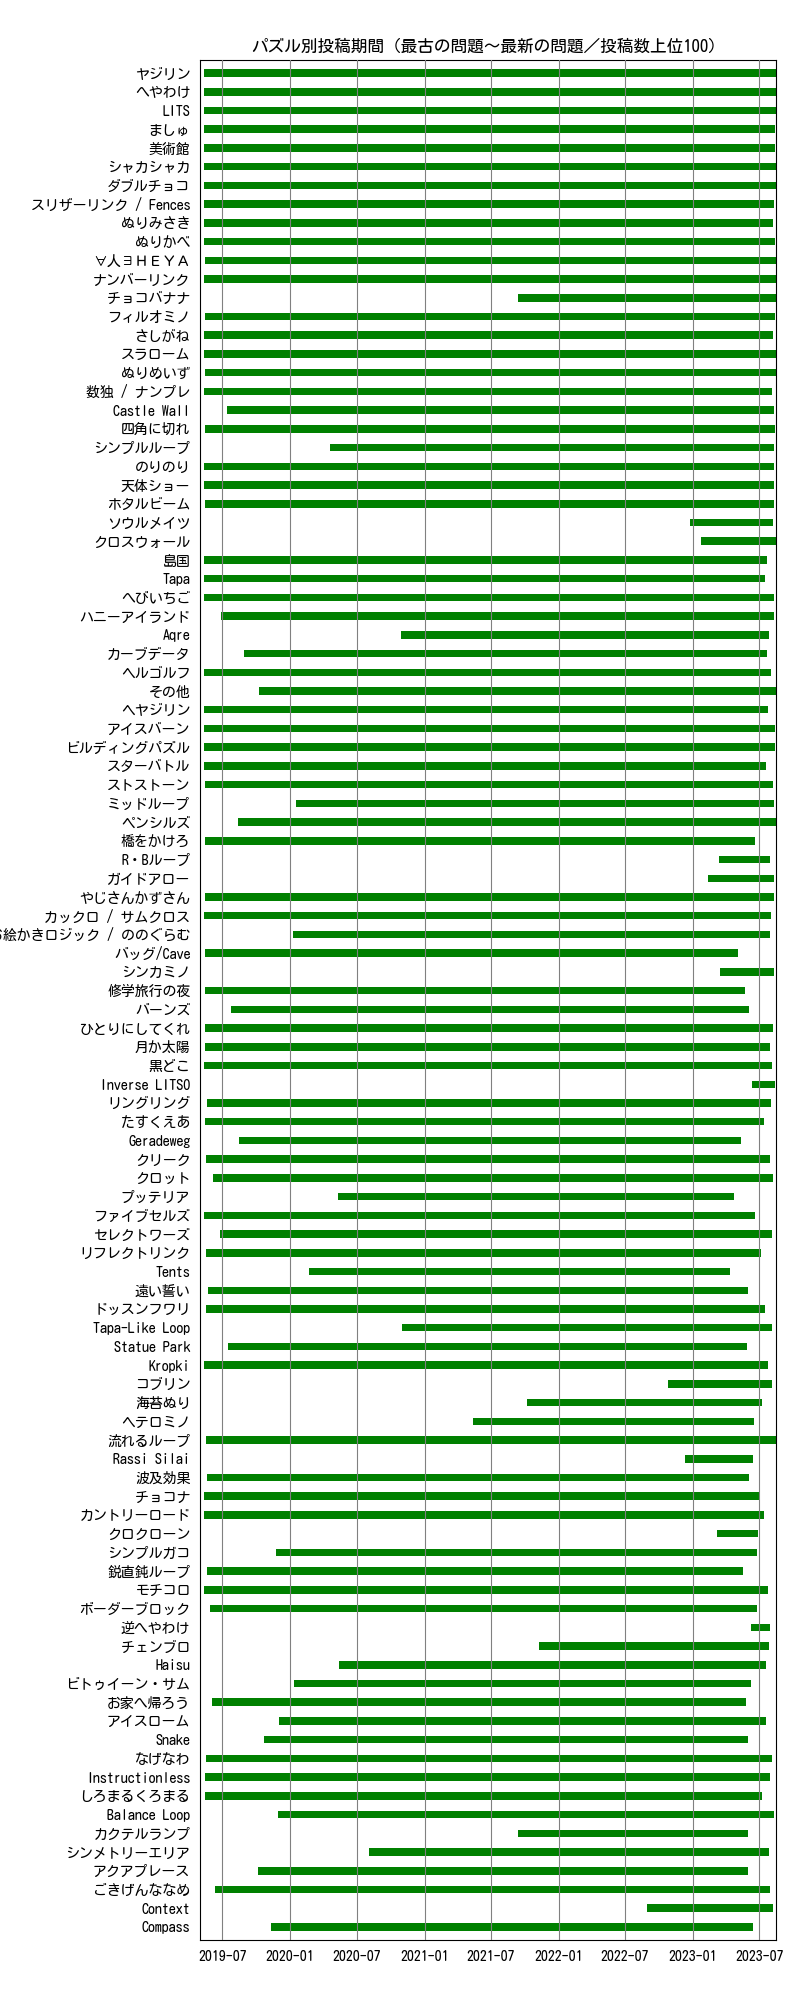 パズル別投稿期間（最古の問題～最新の問題／投稿数上位100）
ヤジリン
へやわけ
LITS
ましゅ
美術館
シャカシャカ
ダブルチョコ
スリザーリンク / Fences
ぬりみさき
ぬりかべ
∀人ヨＨＥＹＡ
ナンバーリンク
チョコバナナ
フィルオミノ
さしがね
スラローム
ぬりめいず
数独 / ナンプレ
Castle Wall
四角に切れ
シンプルループ
のりのり
天体ショー
ホタルビーム
ソウルメイツ
クロスウォール
島国
Tapa
へびいちご
ハニーアイランド
Aqre
カーブデータ
ヘルゴルフ
その他
ヘヤジリン
アイスバーン
ビルディングパズル
スターバトル
ストストーン
ミッドループ
ペンシルズ
橋をかけろ
R・Bループ
ガイドアロー
やじさんかずさん
カックロ / サムクロス
絵かきロジック / ののぐらむ
バッグ/Cave
シンカミノ
修学旅行の夜
バーンズ
ひとりにしてくれ
月か太陽
黒どこ
Inverse LITSO
リングリング
たすくえあ
Geradeweg
クリーク
クロット
プッテリア
ファイブセルズ
セレクトワーズ
リフレクトリンク
Tents
遠い誓い
ドッスンフワリ
Tapa-Like Loop
Statue Park
Kropki
コブリン
海苔ぬり
ヘテロミノ
流れるループ
Rassi Silai
波及効果
チョコナ
カントリーロード
クロクローン
シンプルガコ
鋭直鈍ループ
モチコロ
ボーダーブロック
逆へやわけ
チェンブロ
Haisu
ビトゥイーン・サム
お家へ帰ろう
アイスローム
Snake
なげなわ
Instructionless
しろまるくろまる
Balance Loop
カクテルランプ
シンメトリーエリア
アクアプレース
ごきげんななめ
Context
Compass
2019-07 2020-01 2020-07 2021-01 2021-07 2022-01 2022-07 2023-01 2023-07